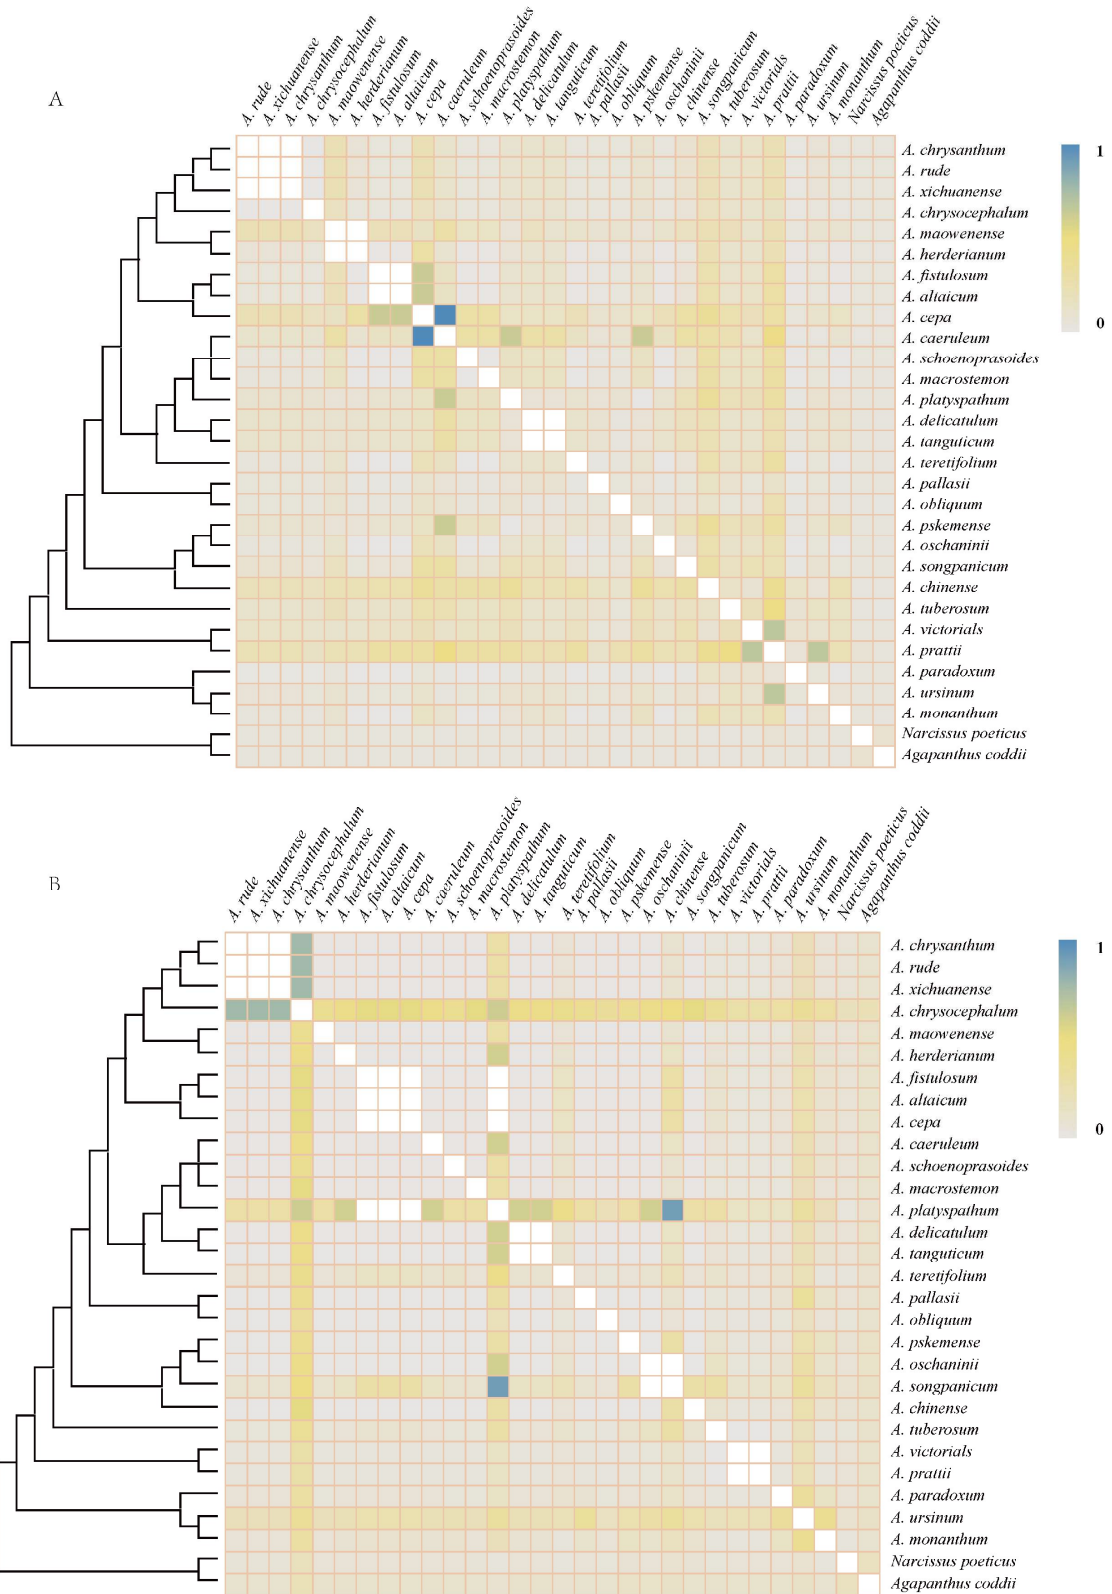 A
A. rude
A. xichuanense
A. chrysanthum
A. chrysocephalum
A. maowenense
A. herderianum
A. fistulosum
A. altaicum
A. cepa
A. caeruleum
A. schoenoprasoides
A. macrostemon
A. platyspathum
A. delicatulum
A. tanguticum
A. terctifolium
A. pallasii
A. obliquum
A. pskemense
A. oschaninii
A. chinense
A. songpanicum
A. tuberosum
A. victorials
A. prattii
A. paradoxum
A. ursinum
A. monanthum
Narcissus poeticus
Agapanthus coddii
A. chrysanthum
A. rude
A. xichuanense
A. chrysocephalum
A. maowenense
A. herderianum
A. fistulosum
A. altaicum
A. cepa
A. caeruleum
A. schoenoprasoides
A. macrostemon
A. platyspathum
A. delicatulum
A. tanguticum
A. teretifolium
A. pallasii
A. obliquum
A. pskemense
A. oschaninii
A. songpanicum
A. chinense
A. tuberosum
A. victorials
A. prattii
A. paradoxum
A. ursinum
A. monanthum
Narcissus poeticus
Agapanthus coddii
1
0
B
A. rude
A. xichuanense
A. chrysanthum
A. chrysocephalum
A. maowenense
A. herderianum
A. fistulosum
A. altaicum
A. cepa
A. caeruleum
A. schoenoprasoides
A. macrostemon
A. platyspathum
A. delicatulum
A. tanguticum
A. teretifolium
A. pallasii
A. obliquum
A. pskemense
A. oschaninii
A. chinense
A. songpanicum
A. tuberosum
A. victorials
A. prattii
A. paradoxum
A. ursinum
A. monanthum
Narcissus poeticus
Agapanthus coddii
A. chrysanthum
A. rude
A. xichuanense
A. chrysocephalum
A. maowenense
A. herderianum
A. fistulosum
A. altaicum
A. cepa
A. caeruleum
A. schoenoprasoides
A. macrostemon
A. platyspathum
A. delicatulum
A. tanguticum
A. teretifolium
A. pallasii
A. obliquum
A. pskemense
A. oschaninii
A. songpanicum
A. chinense
A. tuberosum
A. victorials
A. prattii
A. paradoxum
A. ursinum
A. monanthum
Narcissus poeticus
Agapanthus coddii
1
0